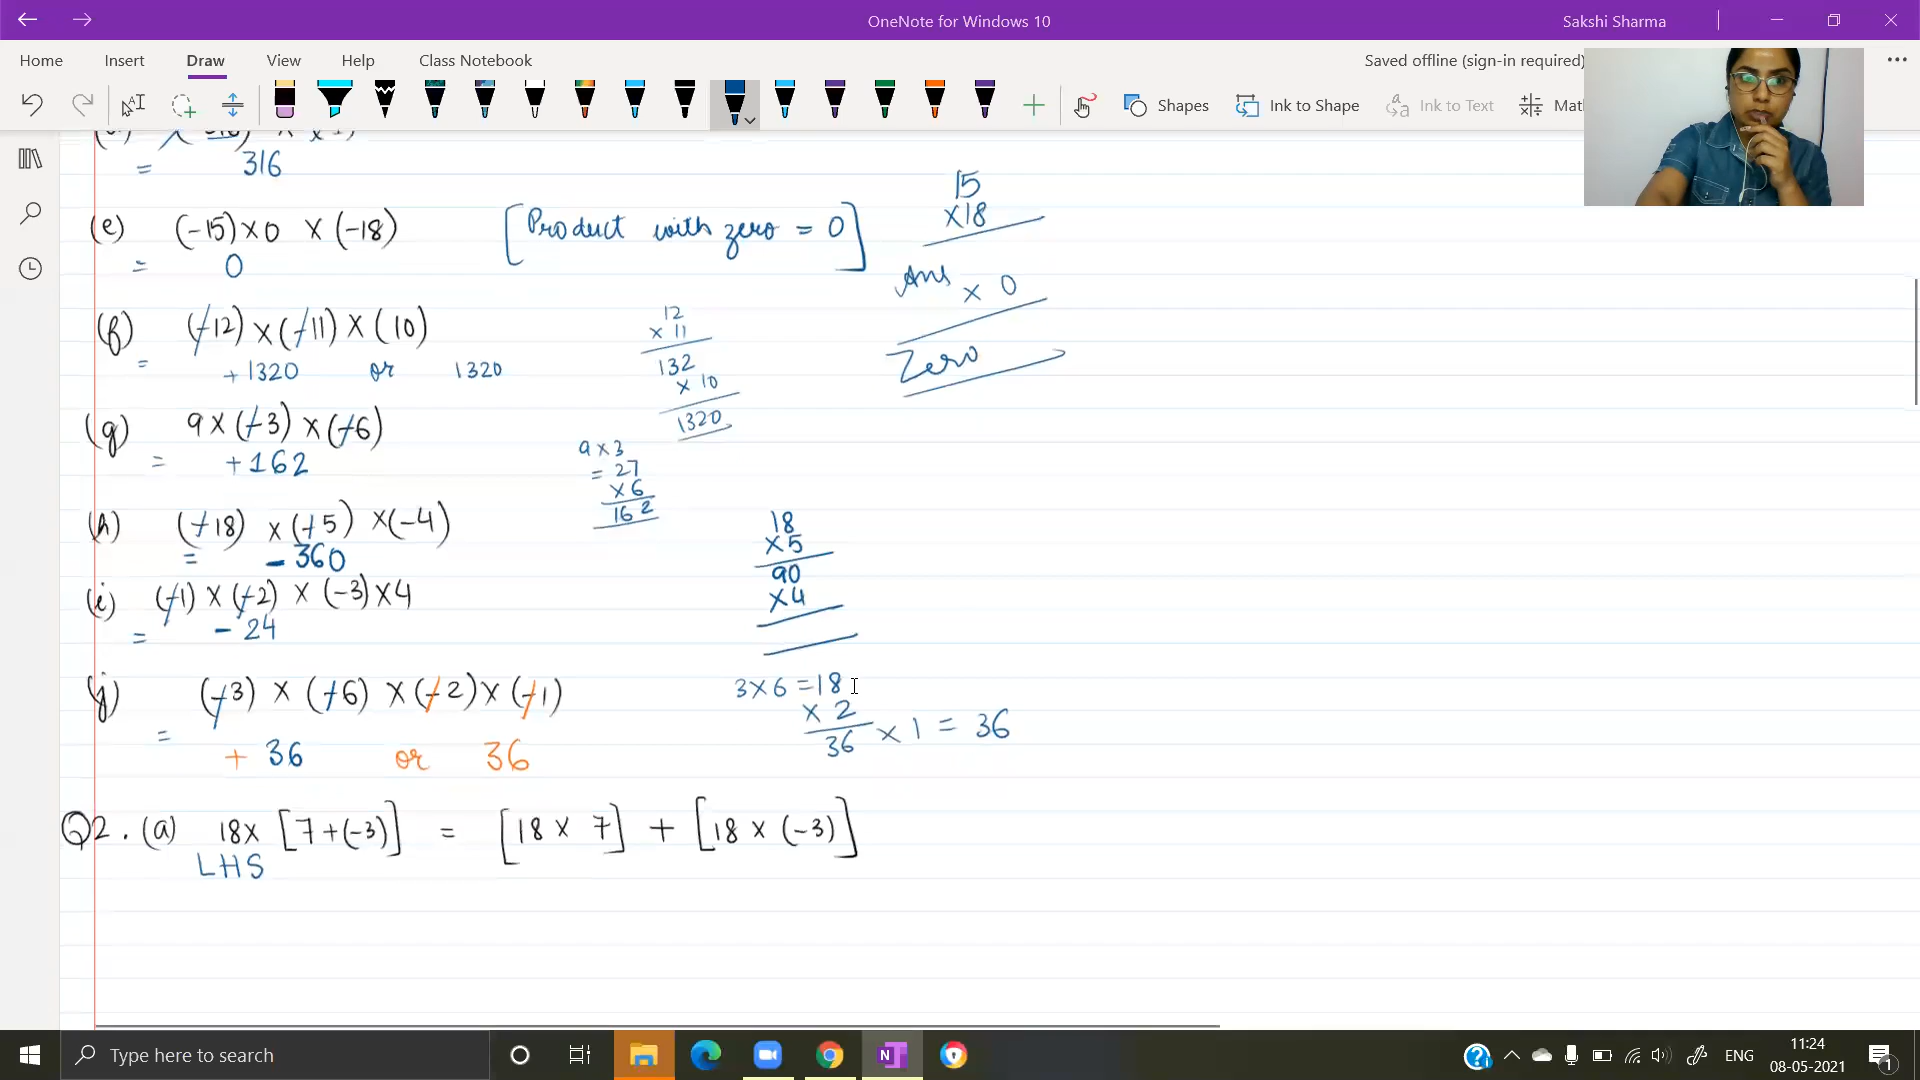 OneNote for Windows 10
Sakshi Sharma
Home Insert Draw View Help Class Notebook
Saved offline (sign-in required)
Shapes Ink to Shape Ink to Text Mat
= 316
(e) (-15) × 0 × (-18) [Product with zero = 0]
= 0
15
×18
Ans × 0
Zero
(f) (-12) × (-11) × (10)
= +1320 or 1320
12
× 11
132
× 10
1320
(g) 9 × (-3) × (-6)
= +162
9 × 3
= 27
×6
162
(h) (-18) × (-5) × (-4)
= - 360
18
×5
90
×4
(i) (-1) × (-2) × (-3) × 4
= - 24
(j) (-3) × (-6) × (-2) × (-1)
= + 36 or 36
3×6 =18
× 2
36 × 1 = 36
Q2. (a) 18× [7+(-3)] = [18 × 7] + [18 × (-3)]
LHS
Type here to search
ENG
11:24
08-05-2021
1